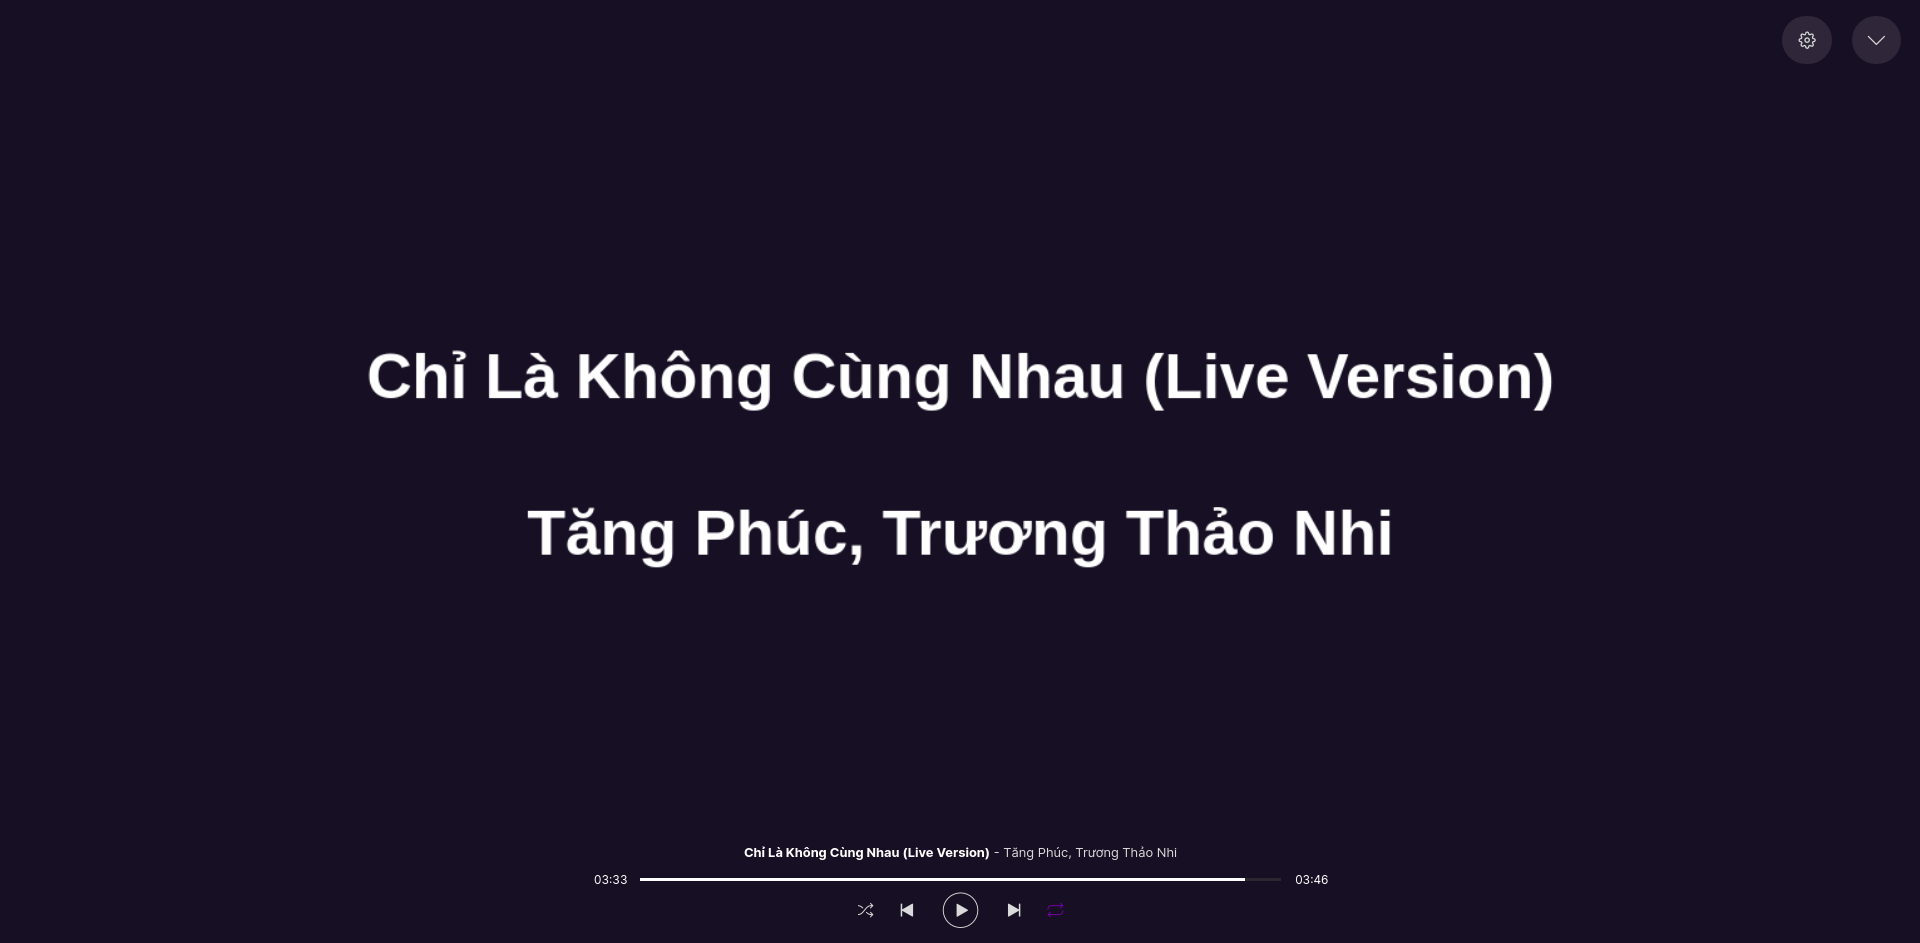 Chỉ Là Không Cùng Nhau (Live Version)
Tăng Phúc, Trương Thảo Nhi
Chỉ Là Không Cùng Nhau (Live Version) - Tăng Phúc, Trương Thảo Nhi
03:33 03:46